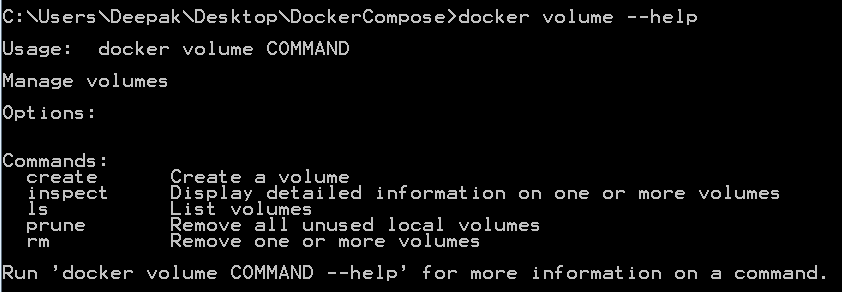 C:\Users\Deepak\Desktop\DockerCompose>docker volume --help
Usage:  docker volume COMMAND
Manage volumes
Options:
Commands:
  create      Create a volume
  inspect     Display detailed information on one or more volumes
  ls          List volumes
  prune       Remove all unused local volumes
  rm          Remove one or more volumes
Run 'docker volume COMMAND --help' for more information on a command.